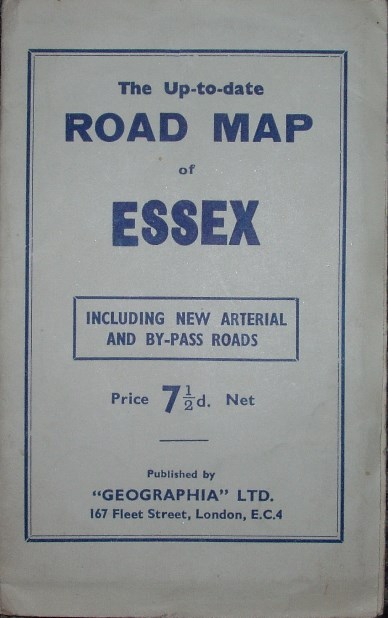 The Up-to-date
ROAD MAP
of
ESSEX
INCLUDING NEW ARTERIAL
AND BY-PASS ROADS
Price 7½d. Net
Published by
"GEOGRAPHIA" LTD.
167 Fleet Street, London, E.C.4